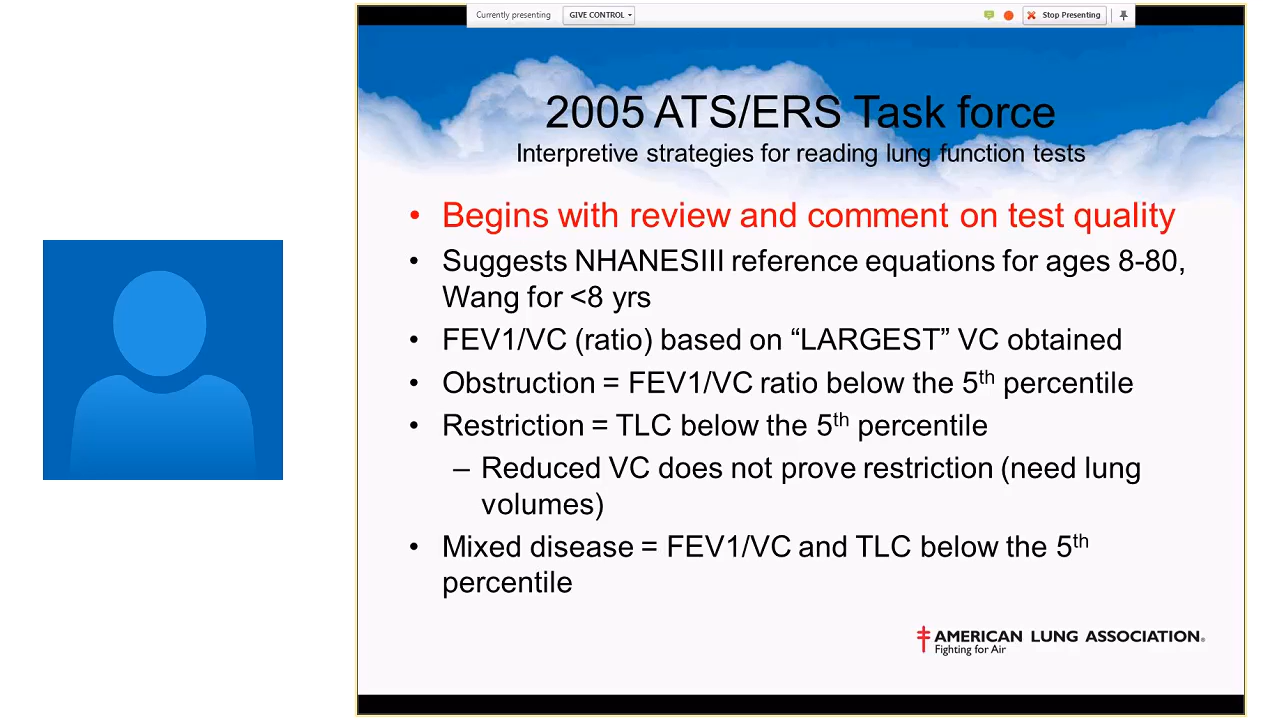 Currently presenting GIVE CONTROL Stop Presenting
2005 ATS/ERS Task force
Interpretive strategies for reading lung function tests
• Begins with review and comment on test quality
• Suggests NHANESIII reference equations for ages 8-80,
Wang for <8 yrs
• FEV1/VC (ratio) based on “LARGEST” VC obtained
• Obstruction = FEV1/VC ratio below the 5th percentile
• Restriction = TLC below the 5th percentile
– Reduced VC does not prove restriction (need lung
volumes)
• Mixed disease = FEV1/VC and TLC below the 5th
percentile
AMERICAN LUNG ASSOCIATION®
Fighting for Air